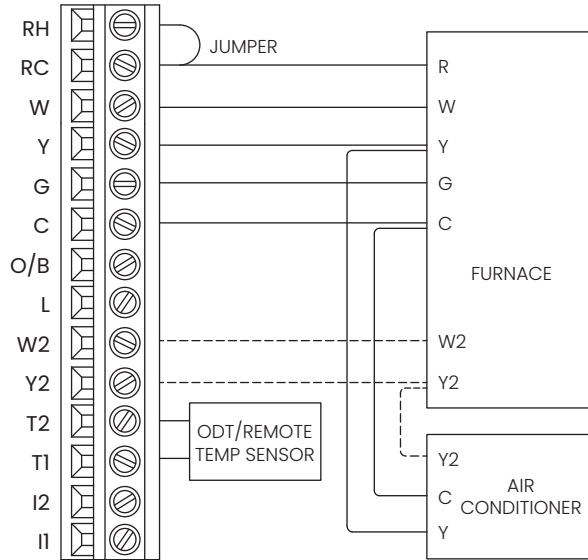 RH
RC
W
Y
G
C
O/B
L
W2
Y2
T2
T1
I2
I1
JUMPER
ODT/REMOTE
TEMP SENSOR
R
W
Y
G
C
FURNACE
W2
Y2
Y2
C
Y
AIR
CONDITIONER